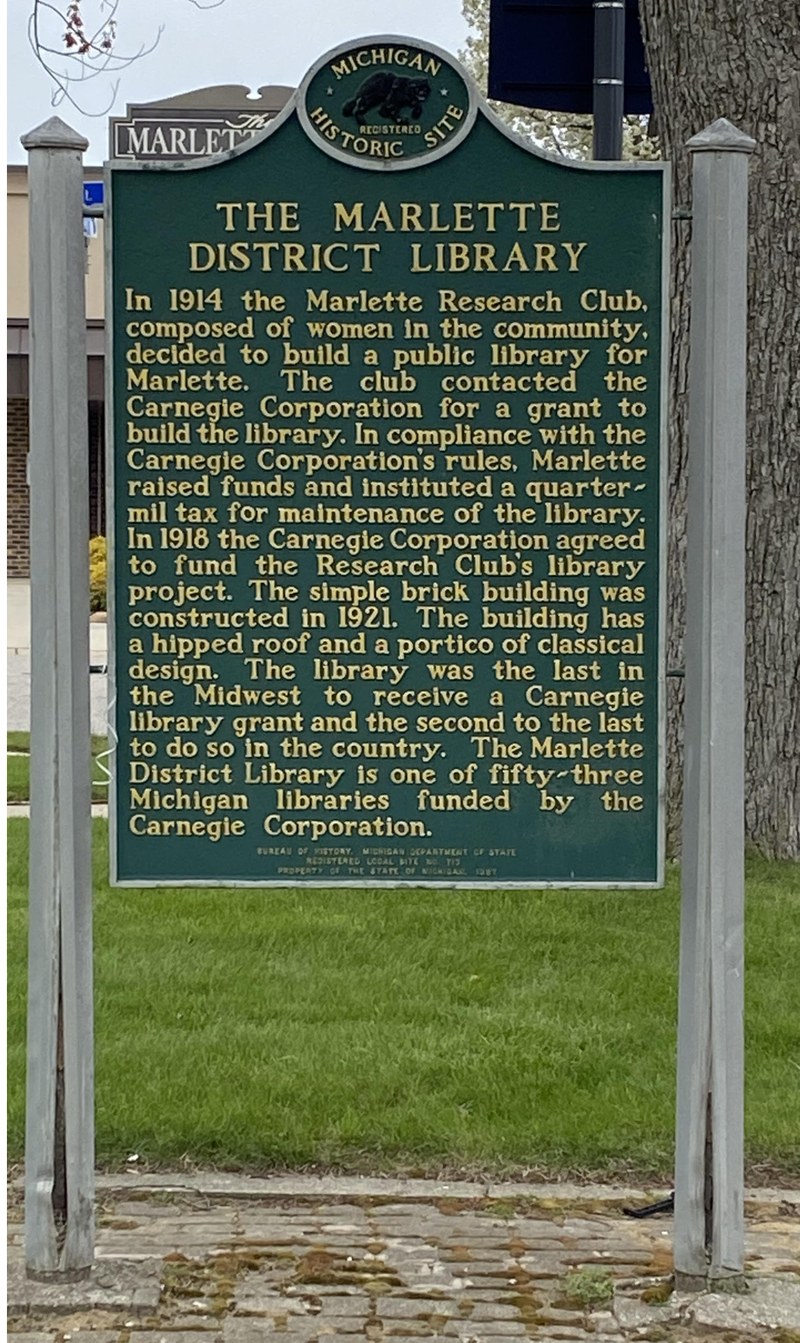 MICHIGAN
REGISTERED
HISTORIC SITE
The
MARLET
THE MARLETTE
DISTRICT LIBRARY
In 1914 the Marlette Research Club,
composed of women in the community,
decided to build a public library for
Marlette. The club contacted the
Carnegie Corporation for a grant to
build the library. In compliance with the
Carnegie Corporation's rules, Marlette
raised funds and instituted a quarter-
mil tax for maintenance of the library.
In 1918 the Carnegie Corporation agreed
to fund the Research Club's library
project. The simple brick building was
constructed in 1921. The building has
a hipped roof and a portico of classical
design. The library was the last in
the Midwest to receive a Carnegie
library grant and the second to the last
to do so in the country. The Marlette
District Library is one of fifty-three
Michigan libraries funded by the
Carnegie Corporation.
BUREAU OF HISTORY, MICHIGAN DEPARTMENT OF STATE
REGISTERED LOCAL SITE NO.
PROPERTY OF THE STATE OF MICHIGAN, 1987